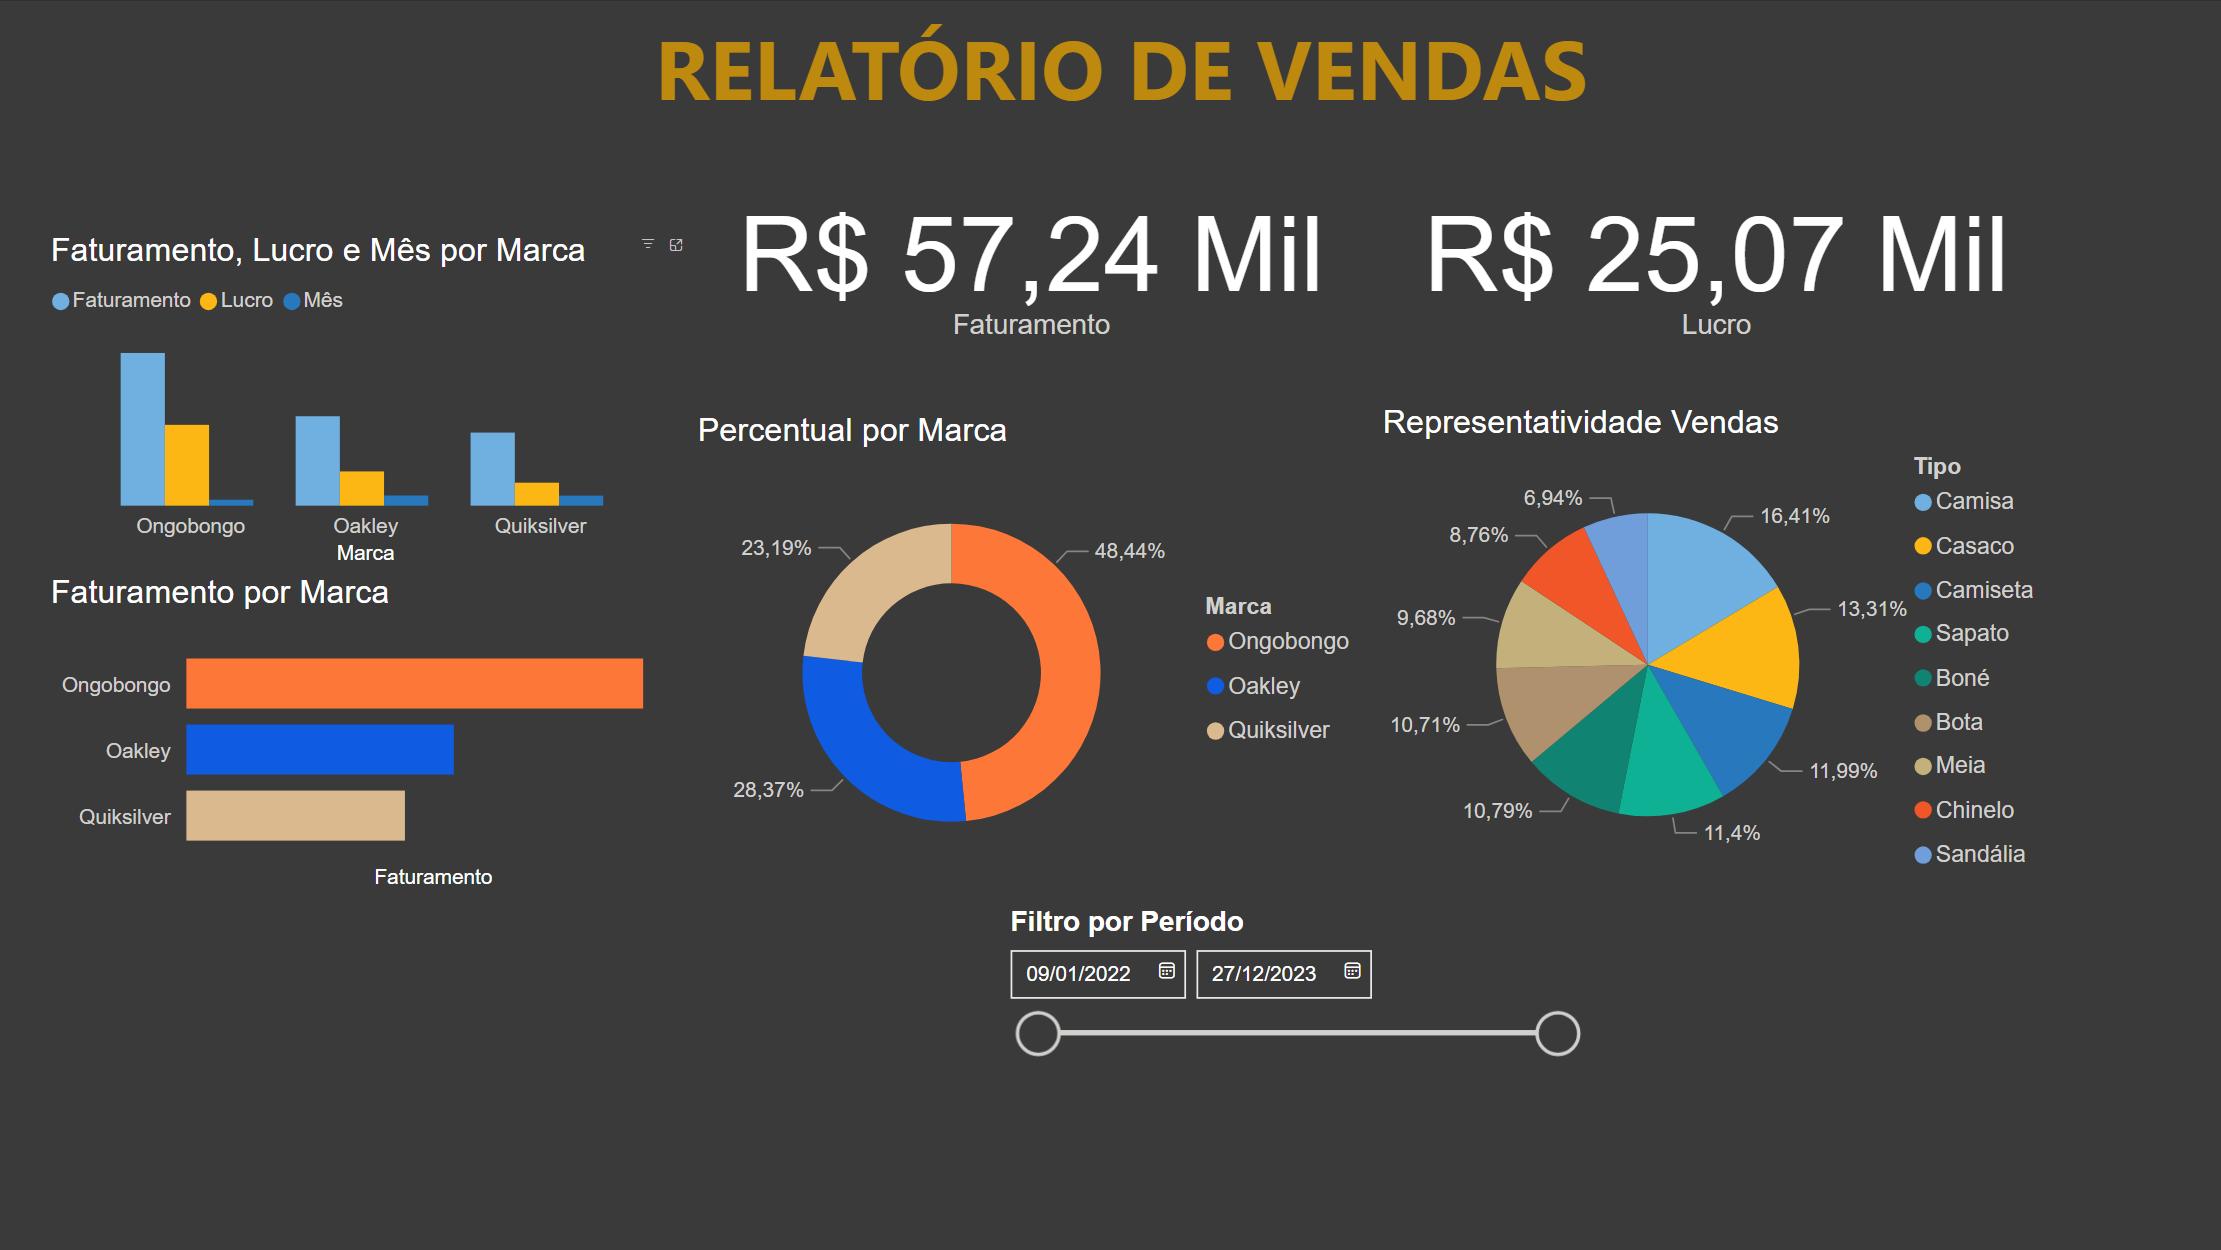 RELATÓRIO DE VENDAS
Faturamento, Lucro e Mês por Marca
Faturamento Lucro Mês
Ongobongo Oakley Quiksilver
Marca
R$ 57,24 Mil
Faturamento
R$ 25,07 Mil
Lucro
Faturamento por Marca
Ongobongo
Oakley
Quiksilver
Faturamento
Percentual por Marca
23,19%
48,44%
28,37%
Marca
Ongobongo
Oakley
Quiksilver
Representatividade Vendas
6,94%
16,41%
8,76%
13,31%
9,68%
10,71%
11,99%
10,79%
11,4%
Tipo
Camisa
Casaco
Camiseta
Sapato
Boné
Bota
Meia
Chinelo
Sandália
Filtro por Período
09/01/2022 27/12/2023